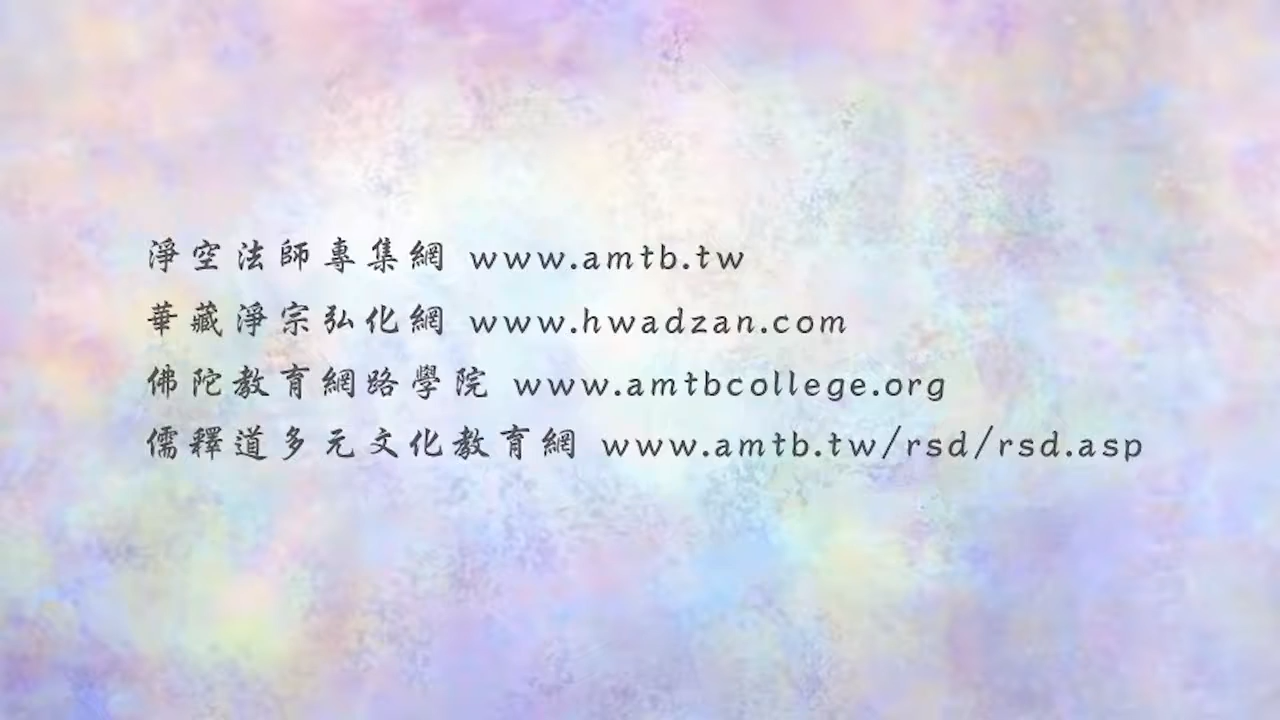 淨空法師專集網 www.amtb.tw
華藏淨宗弘化網 www.hwadzan.com
佛陀教育網路學院 www.amtbcollege.org
儒釋道多元文化教育網 www.amtb.tw/rsd/rsd.asp